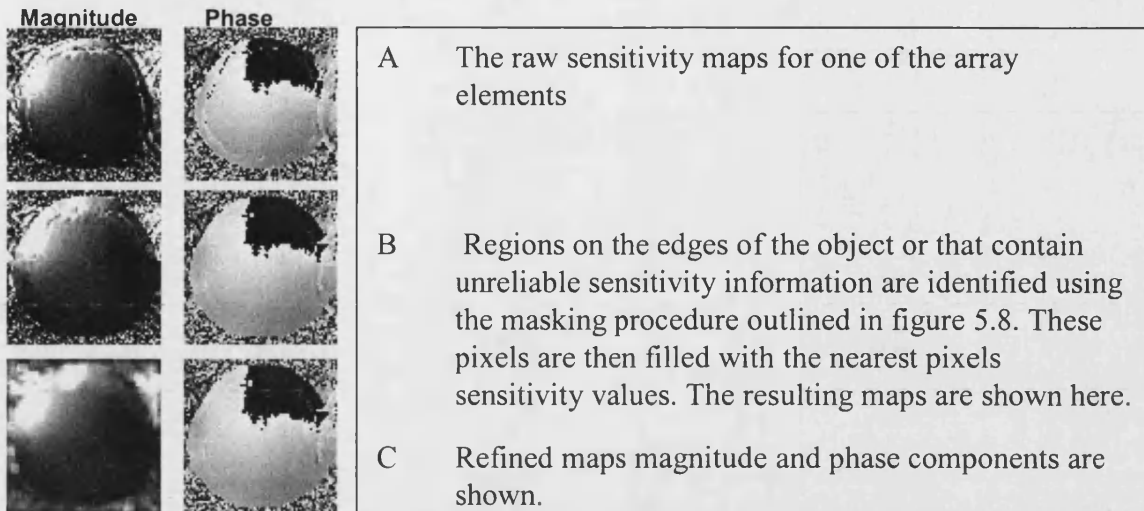 Magnitude Phase
A The raw sensitivity maps for one of the array
elements
B Regions on the edges of the object or that contain
unreliable sensitivity information are identified using
the masking procedure outlined in figure 5.8. These
pixels are then filled with the nearest pixels
sensitivity values. The resulting maps are shown here.
C Refined maps magnitude and phase components are
shown.